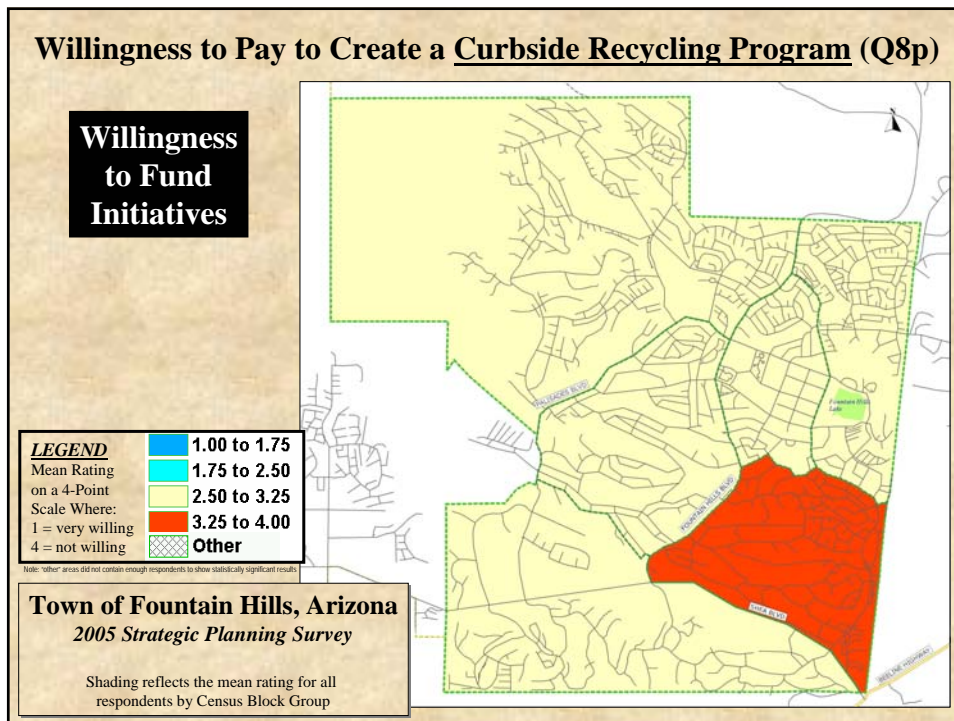 Willingness to Pay to Create a Curbside Recycling Program (Q8p)
Willingness
to Fund
Initiatives
PALISADES BLVD
Fountain Hills
Lake
FOUNTAIN HILLS BLVD
SHEA BLVD
BEELINE HIGHWAY
LEGEND
Mean Rating
on a 4-Point
Scale Where:
1 = very willing
4 = not willing
1.00 to 1.75
1.75 to 2.50
2.50 to 3.25
3.25 to 4.00
Other
Note: "other" areas did not contain enough respondents to show statistically significant results.
Town of Fountain Hills, Arizona
2005 Strategic Planning Survey
Shading reflects the mean rating for all
respondents by Census Block Group